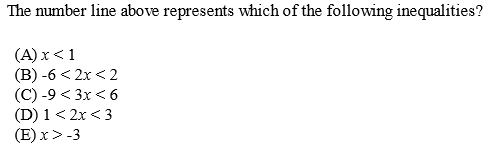 The number line above represents which of the following inequalities?
(A) x < 1
(B) -6 < 2x < 2
(C) -9 < 3x < 6
(D) 1 < 2x < 3
(E) x > -3